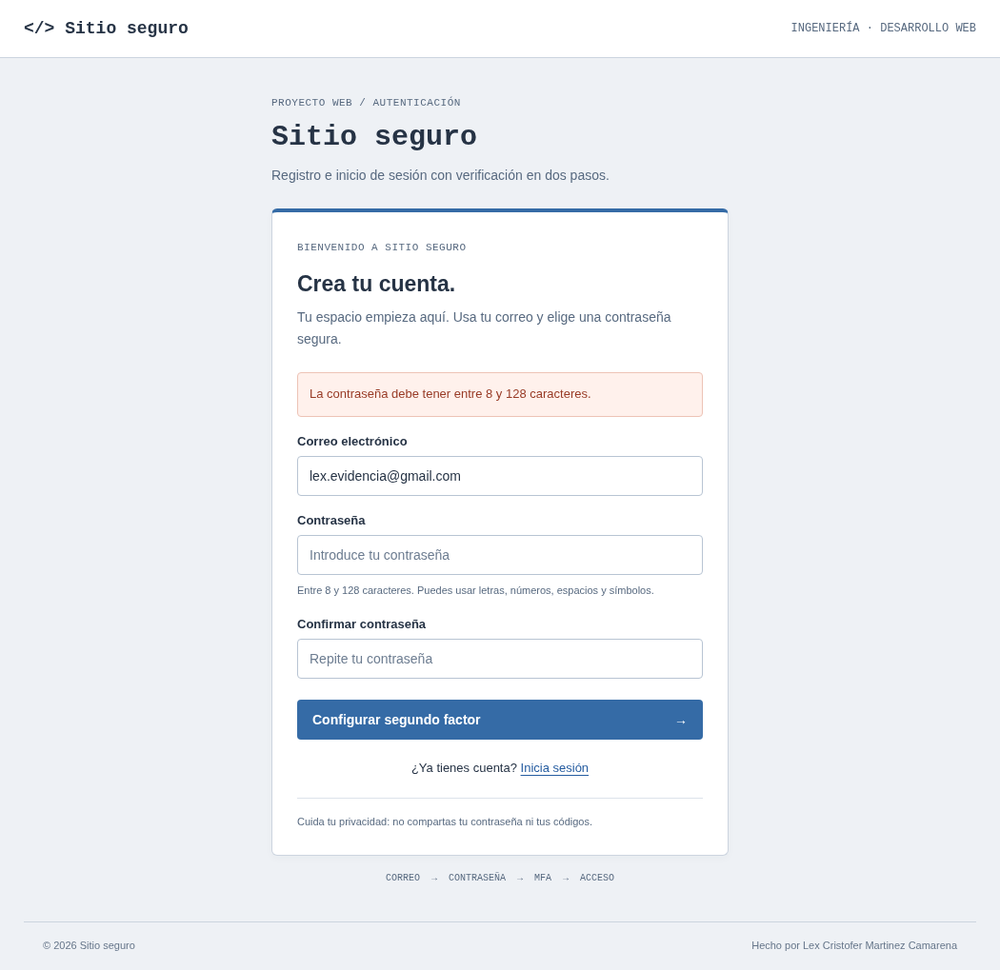 </> Sitio seguro
INGENIERÍA · DESARROLLO WEB
PROYECTO WEB / AUTENTICACIÓN
Sitio seguro
Registro e inicio de sesión con verificación en dos pasos.
BIENVENIDO A SITIO SEGURO
Crea tu cuenta.
Tu espacio empieza aquí. Usa tu correo y elige una contraseña
segura.
La contraseña debe tener entre 8 y 128 caracteres.
Correo electrónico
lex.evidencia@gmail.com
Contraseña
Introduce tu contraseña
Entre 8 y 128 caracteres. Puedes usar letras, números, espacios y símbolos.
Confirmar contraseña
Repite tu contraseña
Configurar segundo factor →
¿Ya tienes cuenta? Inicia sesión
Cuida tu privacidad: no compartas tu contraseña ni tus códigos.
CORREO → CONTRASEÑA → MFA → ACCESO
© 2026 Sitio seguro
Hecho por Lex Cristofer Martinez Camarena